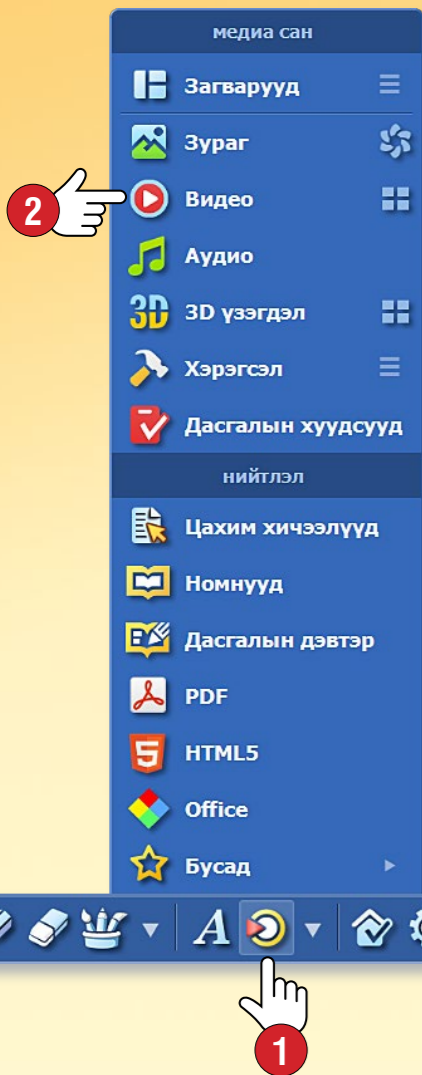 медиа сан
Загварууд
Зураг
2
Видео
Аудио
3D
3D үзэгдэл
Хэрэгсэл
Дасгалын хуудсууд
нийтлэл
Цахим хичээлүүд
Номнууд
Дасгалын дэвтэр
PDF
5
HTML5
Office
Бусад
A
1